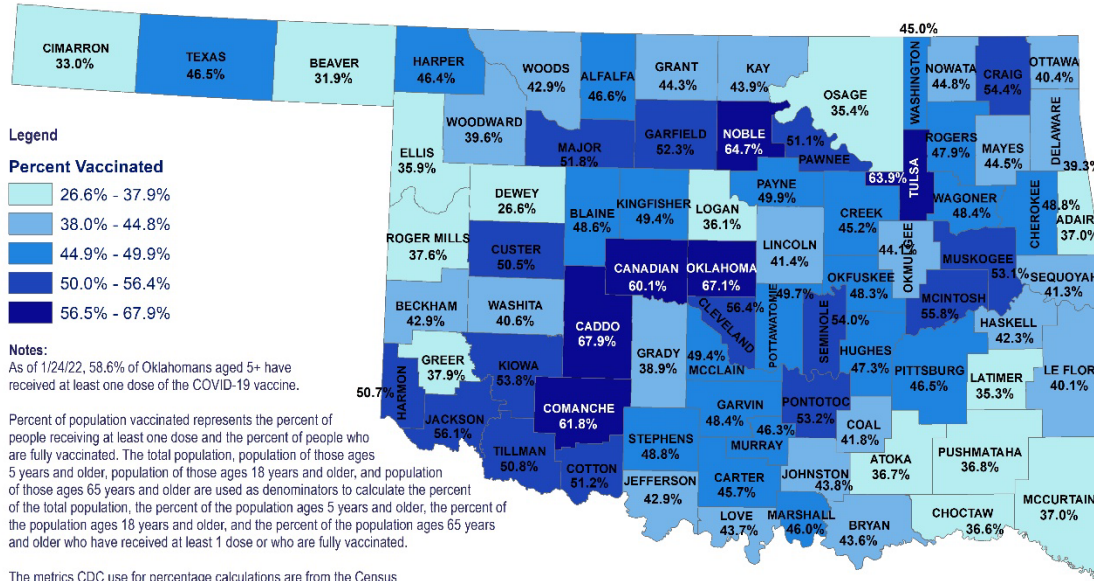 45.0%
CIMARRON
33.0%
TEXAS
46.5%
BEAVER
31.9%
HARPER
46.4%
WOODS
42.9%
ALFALFA
46.6%
GRANT
44.3%
KAY
43.9%
OSAGE
35.4%
WASHINGTON
NOWATA
44.8%
CRAIG
54.4%
OTTAWA
40.4%
WOODWARD
39.6%
MAJOR
51.8%
GARFIELD
52.3%
NOBLE
64.7%
51.1%
PAWNEE
ROGERS
47.9%
MAYES
44.5%
DELAWARE
39.3%
ELLIS
35.9%
DEWEY
26.6%
BLAINE
48.6%
KINGFISHER
49.4%
LOGAN
36.1%
PAYNE
49.9%
63.9%
TULSA
CREEK
45.2%
WAGONER
48.4%
CHEROKEE
48.8%
ADAIR
37.0%
Legend
Percent Vaccinated
26.6% - 37.9%
38.0% - 44.8%
44.9% - 49.9%
50.0% - 56.4%
56.5% - 67.9%
ROGER MILLS
37.6%
CUSTER
50.5%
CANADIAN
60.1%
OKLAHOMA
67.1%
LINCOLN
41.4%
44.1%
OKMULGEE
MUSKOGEE
53.1%
SEQUOYAH
41.3%
BECKHAM
42.9%
WASHITA
40.6%
CADDO
67.9%
GRADY
38.9%
56.4%
CLEVELAND
49.7%
POTTAWATOMIE
SEMINOLE
54.0%
OKFUSKEE
48.3%
MCINTOSH
55.8%
HASKELL
42.3%
LE FLOR
40.1%
GREER
37.9%
KIOWA
53.8%
49.4%
MCCLAIN
HUGHES
47.3%
PITTSBURG
46.5%
LATIMER
35.3%
50.7%
HARMON
JACKSON
56.1%
COMANCHE
61.8%
GARVIN
48.4%
PONTOTOC
53.2%
COAL
41.8%
TILLMAN
50.8%
COTTON
51.2%
STEPHENS
48.8%
46.3%
MURRAY
ATOKA
36.7%
PUSHMATAHA
36.8%
JEFFERSON
42.9%
CARTER
45.7%
JOHNSTON
43.8%
LOVE
43.7%
MARSHALL
46.0%
BRYAN
43.6%
CHOCTAW
36.6%
MCCURTAIN
37.0%
Notes:
As of 1/24/22, 58.6% of Oklahomans aged 5+ have
received at least one dose of the COVID-19 vaccine.
Percent of population vaccinated represents the percent of
people receiving at least one dose and the percent of people who
are fully vaccinated. The total population, population of those ages
5 years and older, population of those ages 18 years and older, and population
of those ages 65 years and older are used as denominators to calculate the percent
of the total population, the percent of the population ages 5 years and older, the percent of
the population ages 18 years and older, and the percent of the population ages 65 years
and older who have received at least 1 dose or who are fully vaccinated.
The metrics CDC use for percentage calculations are from the Census